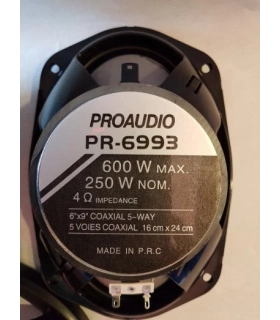 PROAUDIO
PR-6993
600 W MAX.
250 W NOM.
4 Ω IMPEDANCE
6"x9" COAXIAL 5-WAY
5 VOIES COAXIAL 16 cm x 24 cm
MADE IN P.R.C